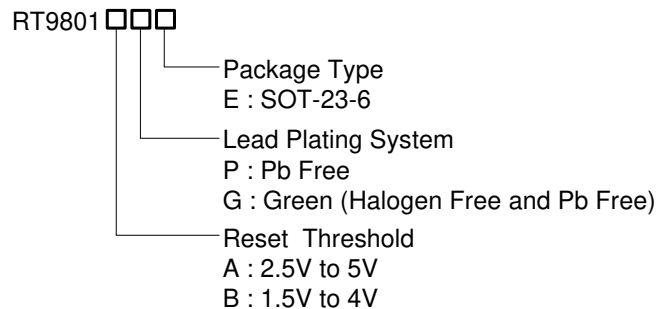 RT9801□□□
Package Type
E : SOT-23-6
Lead Plating System
P : Pb Free
G : Green (Halogen Free and Pb Free)
Reset Threshold
A : 2.5V to 5V
B : 1.5V to 4V